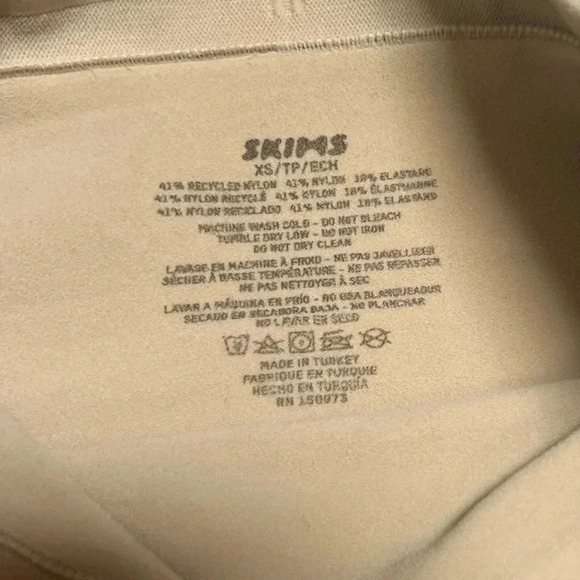 SKIMS
XS/TP/ECH
41% RECYCLED NYLON 41% NYLON 18% ELASTANE
41% NYLON RECYCLÉ 41% NYLON 18% ÉLASTHANNE
41% NYLON RECICLADO 41% NYLON 18% ELASTANO
MACHINE WASH COLD - DO NOT BLEACH
TUMBLE DRY LOW - DO NOT IRON
DO NOT DRY CLEAN
LAVAGE EN MACHINE À FROID - NE PAS JAVELLISER
SÉCHER À BASSE TEMPÉRATURE - NE PAS REPASSER
NE PAS NETTOYER À SEC
LAVAR A MÁQUINA EN FRÍO - NO USA BLANQUEADOR
SECADO EN SECADORA BAJA - NO PLANCHAR
NO LAVAR EN SECO
MADE IN TURKEY
FABRIQUE EN TURQUIE
HECHO EN TURQUÍA
RN 150973